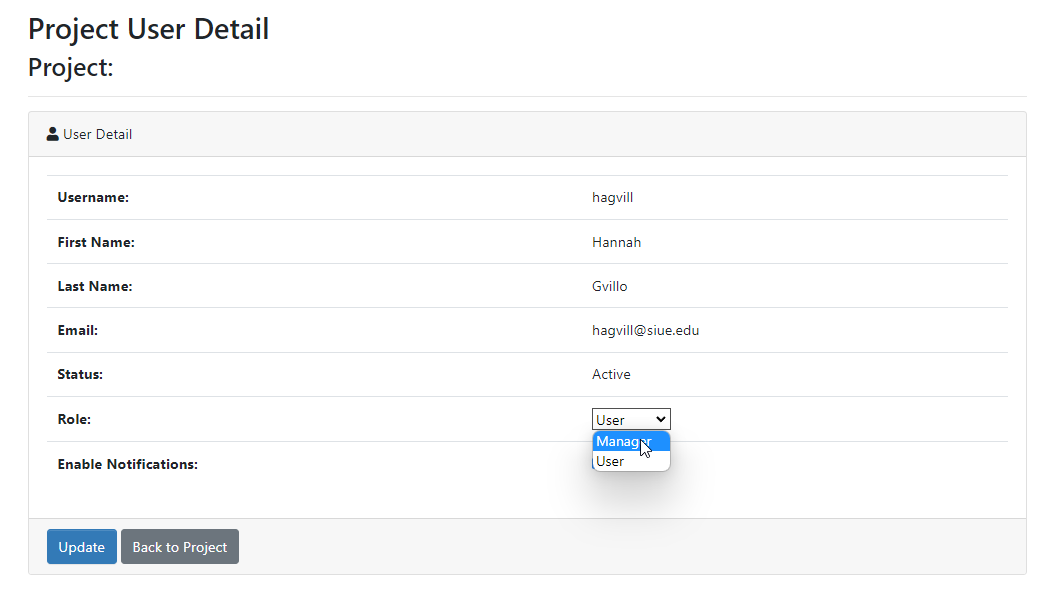 Project User Detail
Project:
User Detail
Username: hagvill
First Name: Hannah
Last Name: Gvillo
Email: hagvill@siue.edu
Status: Active
Role: User
Manager
User
Enable Notifications:
Update Back to Project